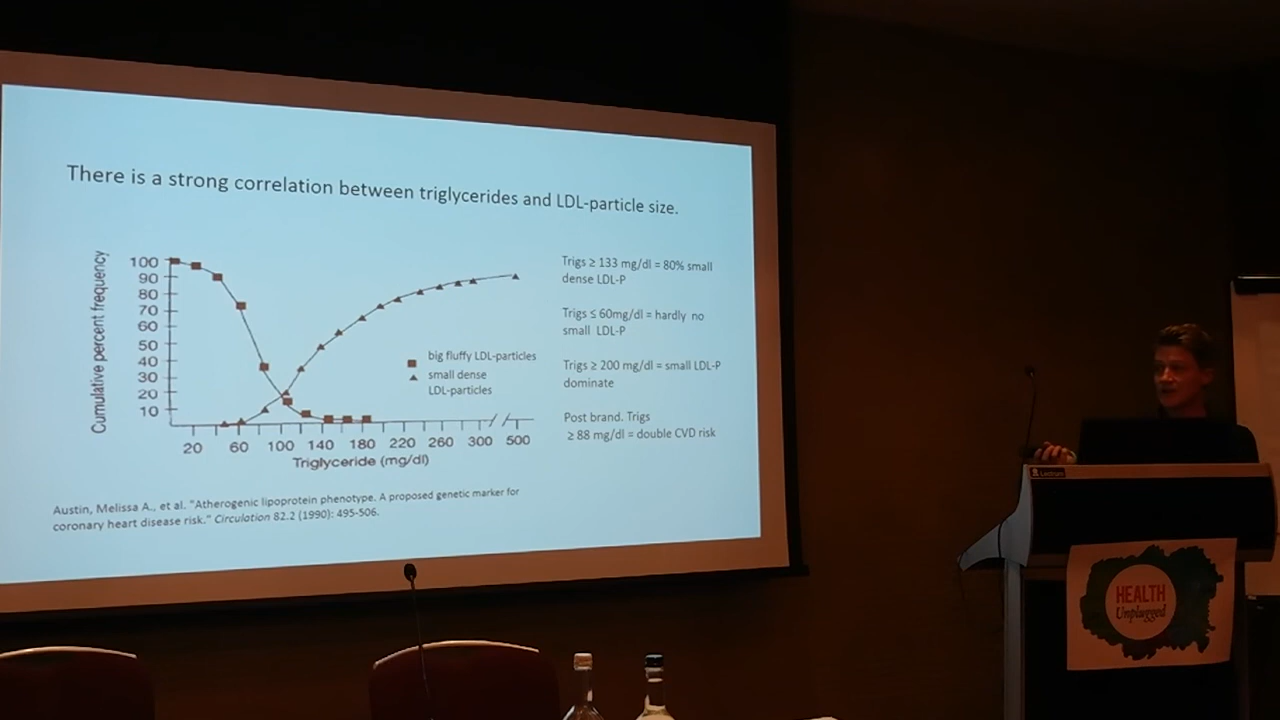 There is a strong correlation between triglycerides and LDL-particle size.
Cumulative percent frequency
100
90
80
70
60
50
40
30
20
10
big fluffy LDL-particles
small dense
LDL-particles
20 60 100 140 180 220 260 300 500
Triglyceride (mg/dl)
Trigs ≥ 133 mg/dl = 80% small
dense LDL-P
Trigs ≤ 60mg/dl = hardly no
small LDL-P
Trigs ≥ 200 mg/dl = small LDL-P
dominate
Post brand. Trigs
≥ 88 mg/dl = double CVD risk
Austin, Melissa A., et al. "Atherogenic lipoprotein phenotype. A proposed genetic marker for
coronary heart disease risk." Circulation 82.2 (1990): 495-506.
Lectrum
HEALTH
Unplugged